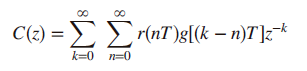 C(z) = ∞∑k=0 ∞∑n=0 r(nT)g[(k − n)T]z^−k